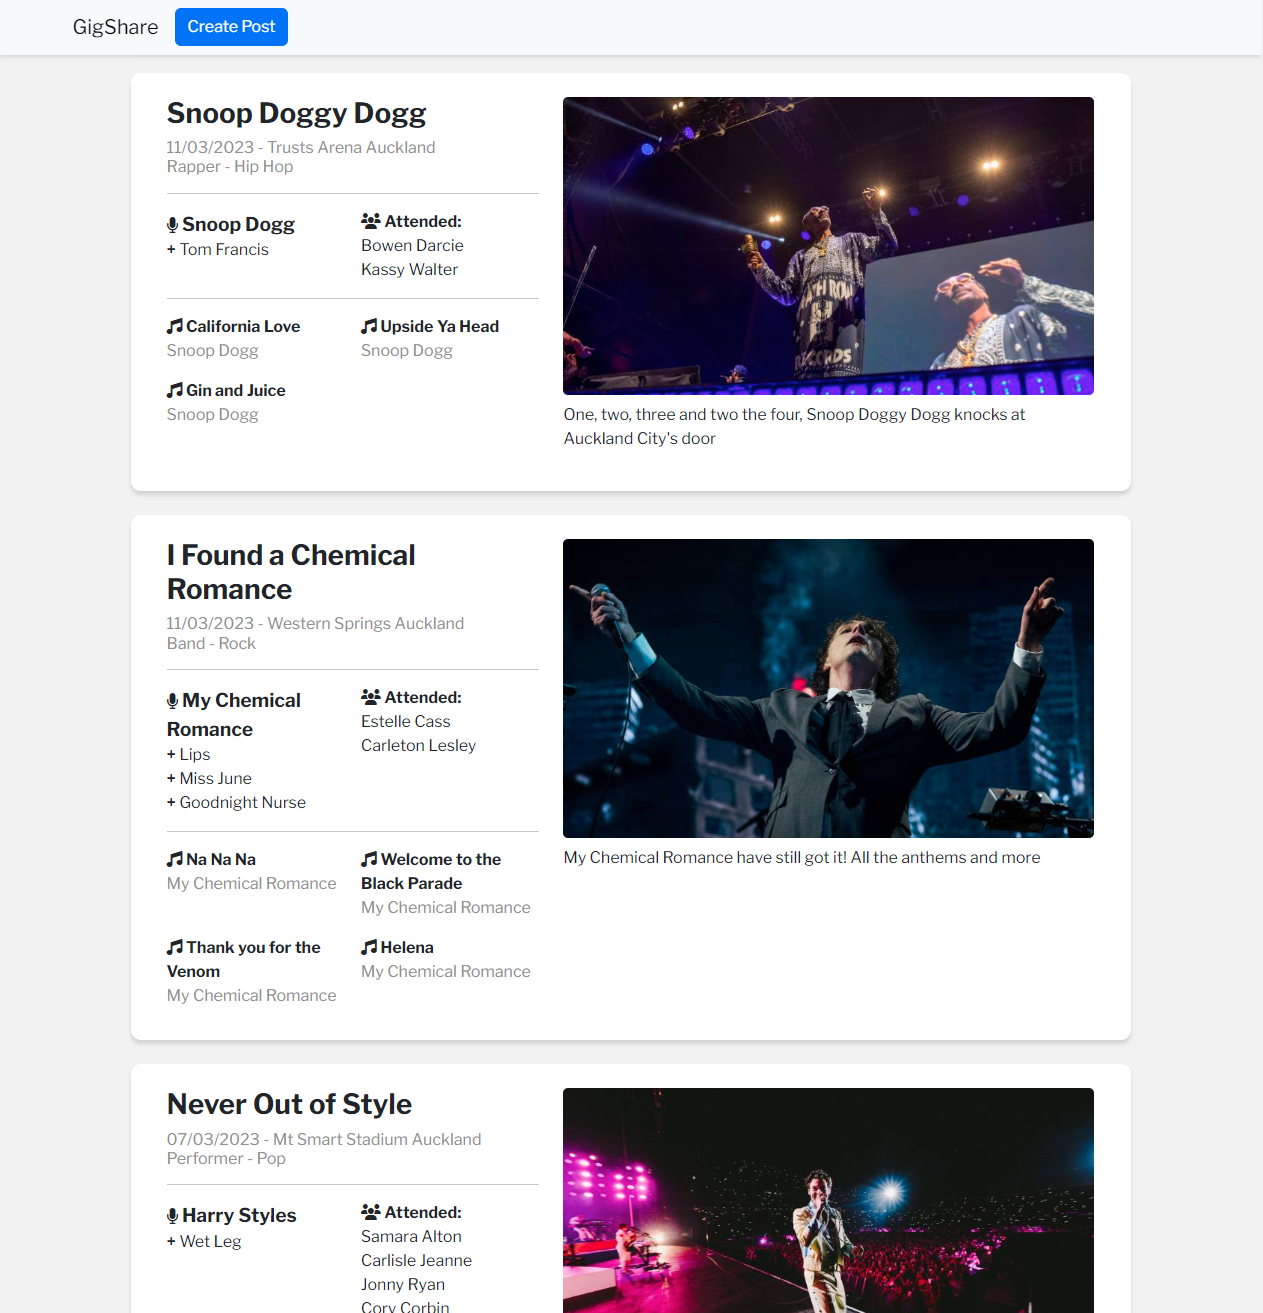 GigShare Create Post
Snoop Doggy Dogg
11/03/2023 - Trusts Arena Auckland
Rapper - Hip Hop
Snoop Dogg
+ Tom Francis
Attended:
Bowen Darcie
Kassy Walter
California Love
Snoop Dogg
Upside Ya Head
Snoop Dogg
Gin and Juice
Snoop Dogg
DEATH ROW
RECORDS
One, two, three and two the four, Snoop Doggy Dogg knocks at
Auckland City's door
I Found a Chemical
Romance
11/03/2023 - Western Springs Auckland
Band - Rock
My Chemical
Romance
+ Lips
+ Miss June
+ Goodnight Nurse
Attended:
Estelle Cass
Carleton Lesley
Na Na Na
My Chemical Romance
Welcome to the
Black Parade
My Chemical Romance
Thank you for the
Venom
My Chemical Romance
Helena
My Chemical Romance
My Chemical Romance have still got it! All the anthems and more
Never Out of Style
07/03/2023 - Mt Smart Stadium Auckland
Performer - Pop
Harry Styles
+ Wet Leg
Attended:
Samara Alton
Carlisle Jeanne
Jonny Ryan
Cory Corbin